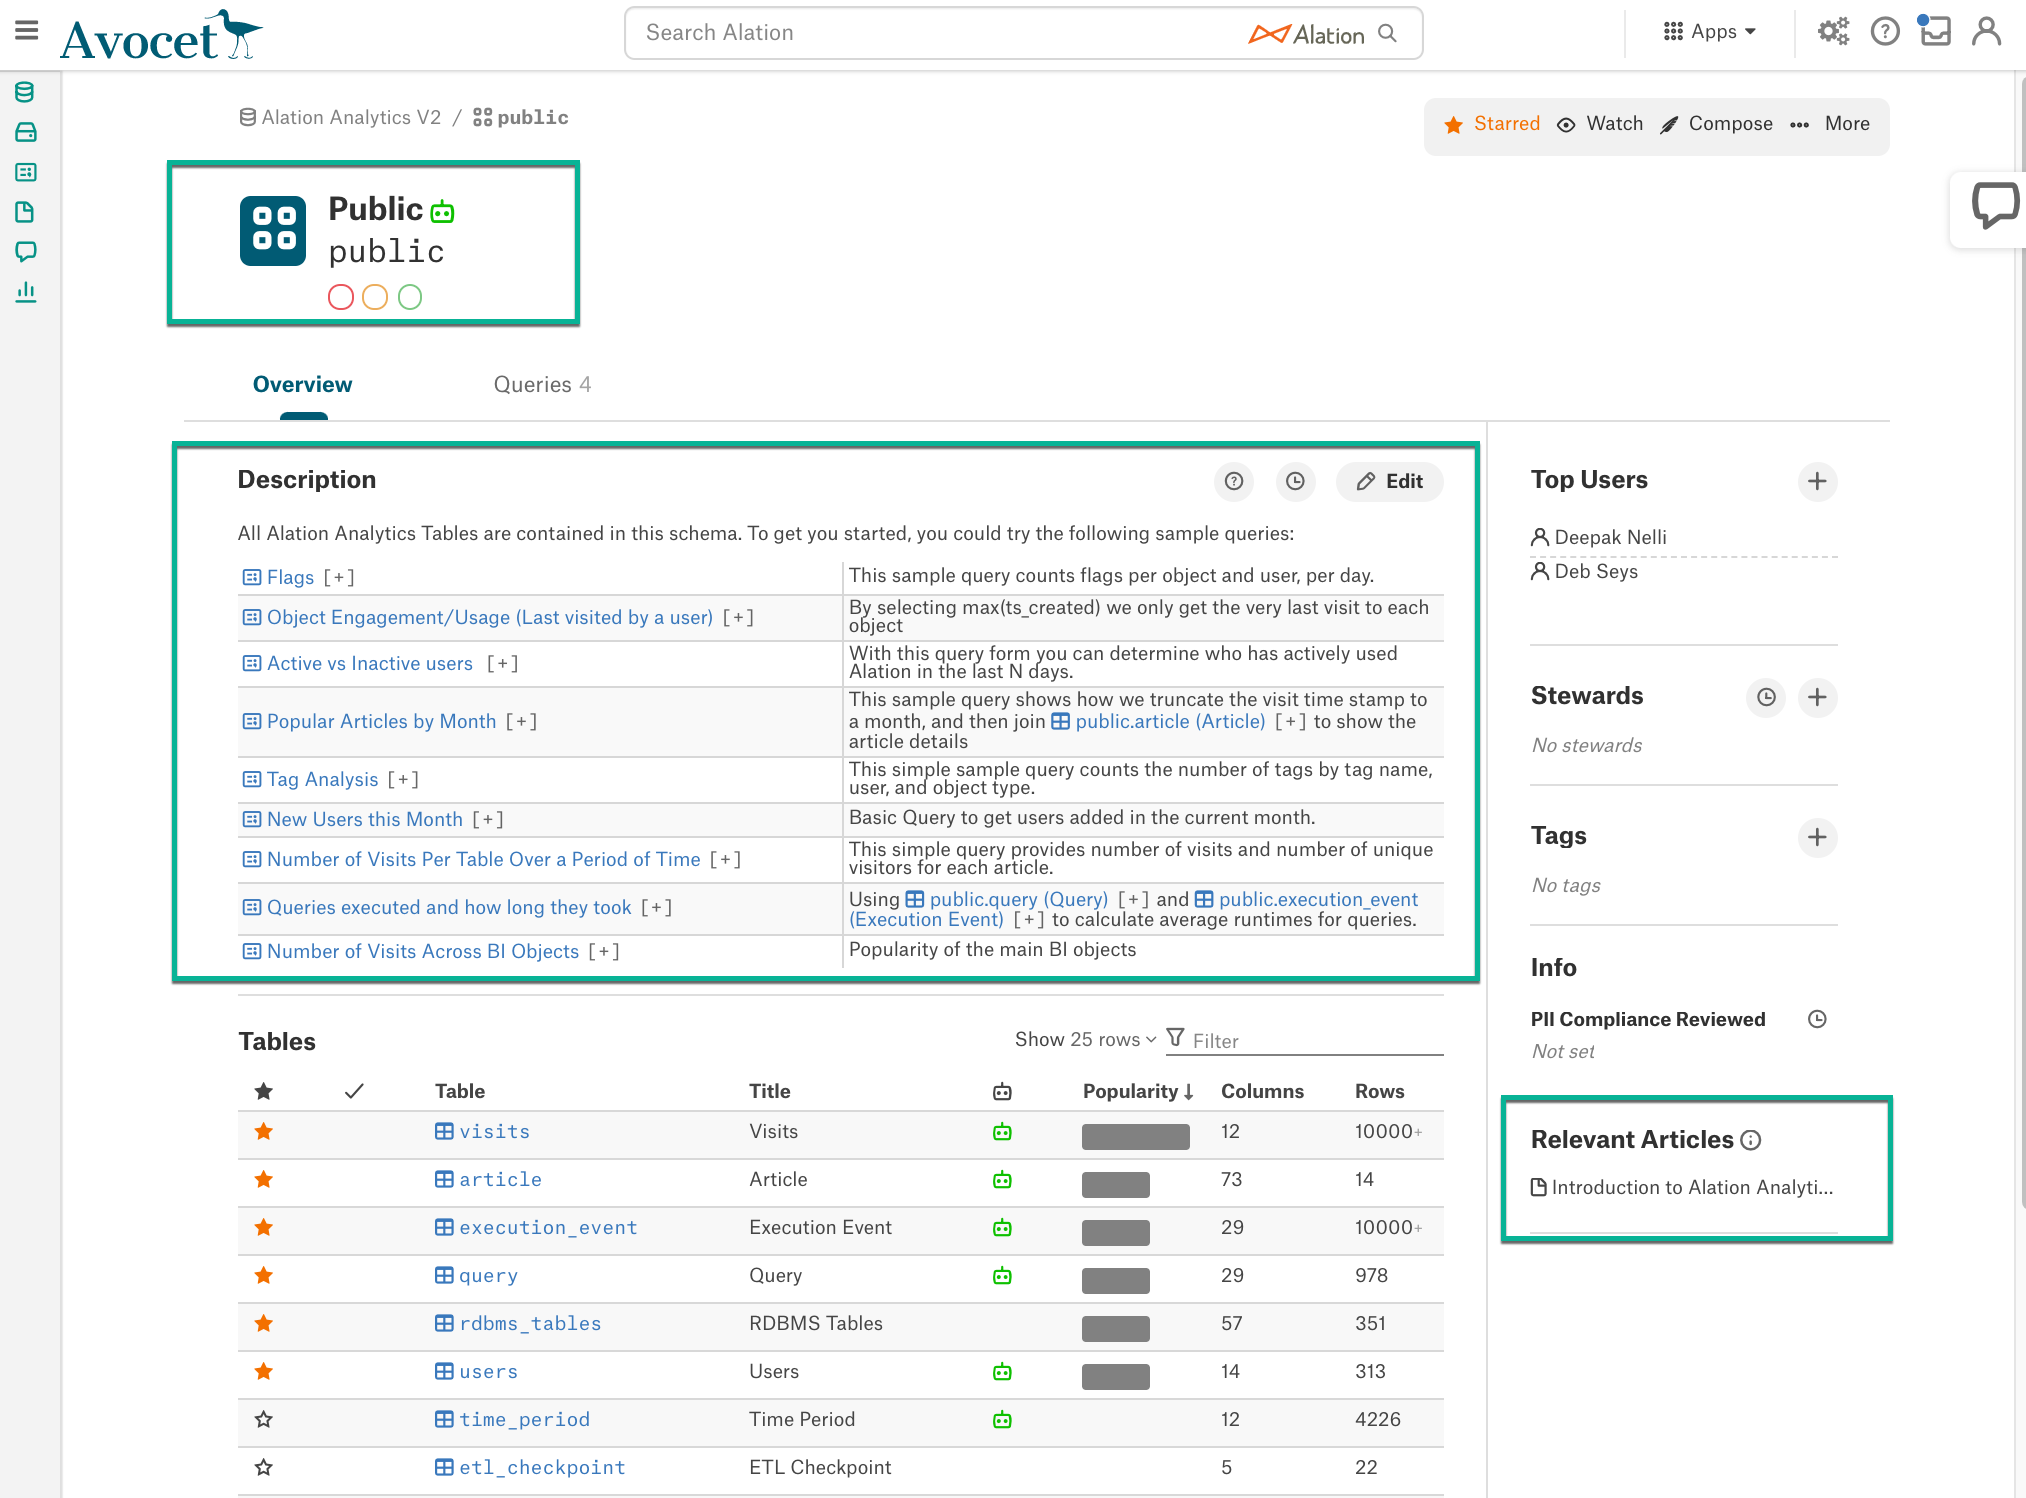 Avocet
Search Alation
Alation
Apps
Alation Analytics V2 / public
Starred Watch Compose More
Public
public
Overview
Queries 4
Description
Edit
All Alation Analytics Tables are contained in this schema. To get you started, you could try the following sample queries:
Flags [+]
This sample query counts flags per object and user, per day.
Object Engagement/Usage (Last visited by a user) [+]
By selecting max(ts_created) we only get the very last visit to each
object
Active vs Inactive users [+]
With this query form you can determine who has actively used
Alation in the last N days.
Popular Articles by Month [+]
This sample query shows how we truncate the visit time stamp to
a month, and then join public.article (Article) [+] to show the
article details
Tag Analysis [+]
This simple sample query counts the number of tags by tag name,
user, and object type.
New Users this Month [+]
Basic Query to get users added in the current month.
Number of Visits Per Table Over a Period of Time [+]
This simple query provides number of visits and number of unique
visitors for each article.
Queries executed and how long they took [+]
Using public.query (Query) [+] and public.execution_event
(Execution Event) [+] to calculate average runtimes for queries.
Number of Visits Across BI Objects [+]
Popularity of the main BI objects
Tables
Show 25 rows
Filter
Table Title Popularity Columns Rows
visits Visits 12 10000+
article Article 73 14
execution_event Execution Event 29 10000+
query Query 29 978
rdbms_tables RDBMS Tables 57 351
users Users 14 313
time_period Time Period 12 4226
etl_checkpoint ETL Checkpoint 5 22
Top Users
Deepak Nelli
Deb Seys
Stewards
No stewards
Tags
No tags
Info
PII Compliance Reviewed
Not set
Relevant Articles
Introduction to Alation Analyti...